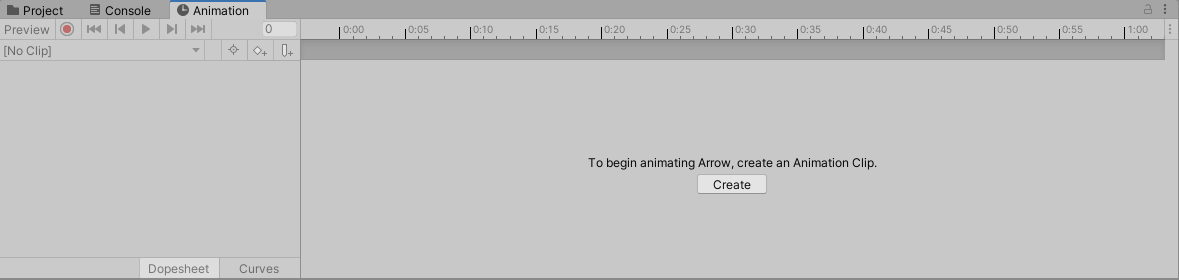 Project Console Animation
Preview 0 0:00 0:05 0:10 0:15 0:20 0:25 0:30 0:35 0:40 0:45 0:50 0:55 1:00
[No Clip]
To begin animating Arrow, create an Animation Clip.
Create
Dopesheet Curves